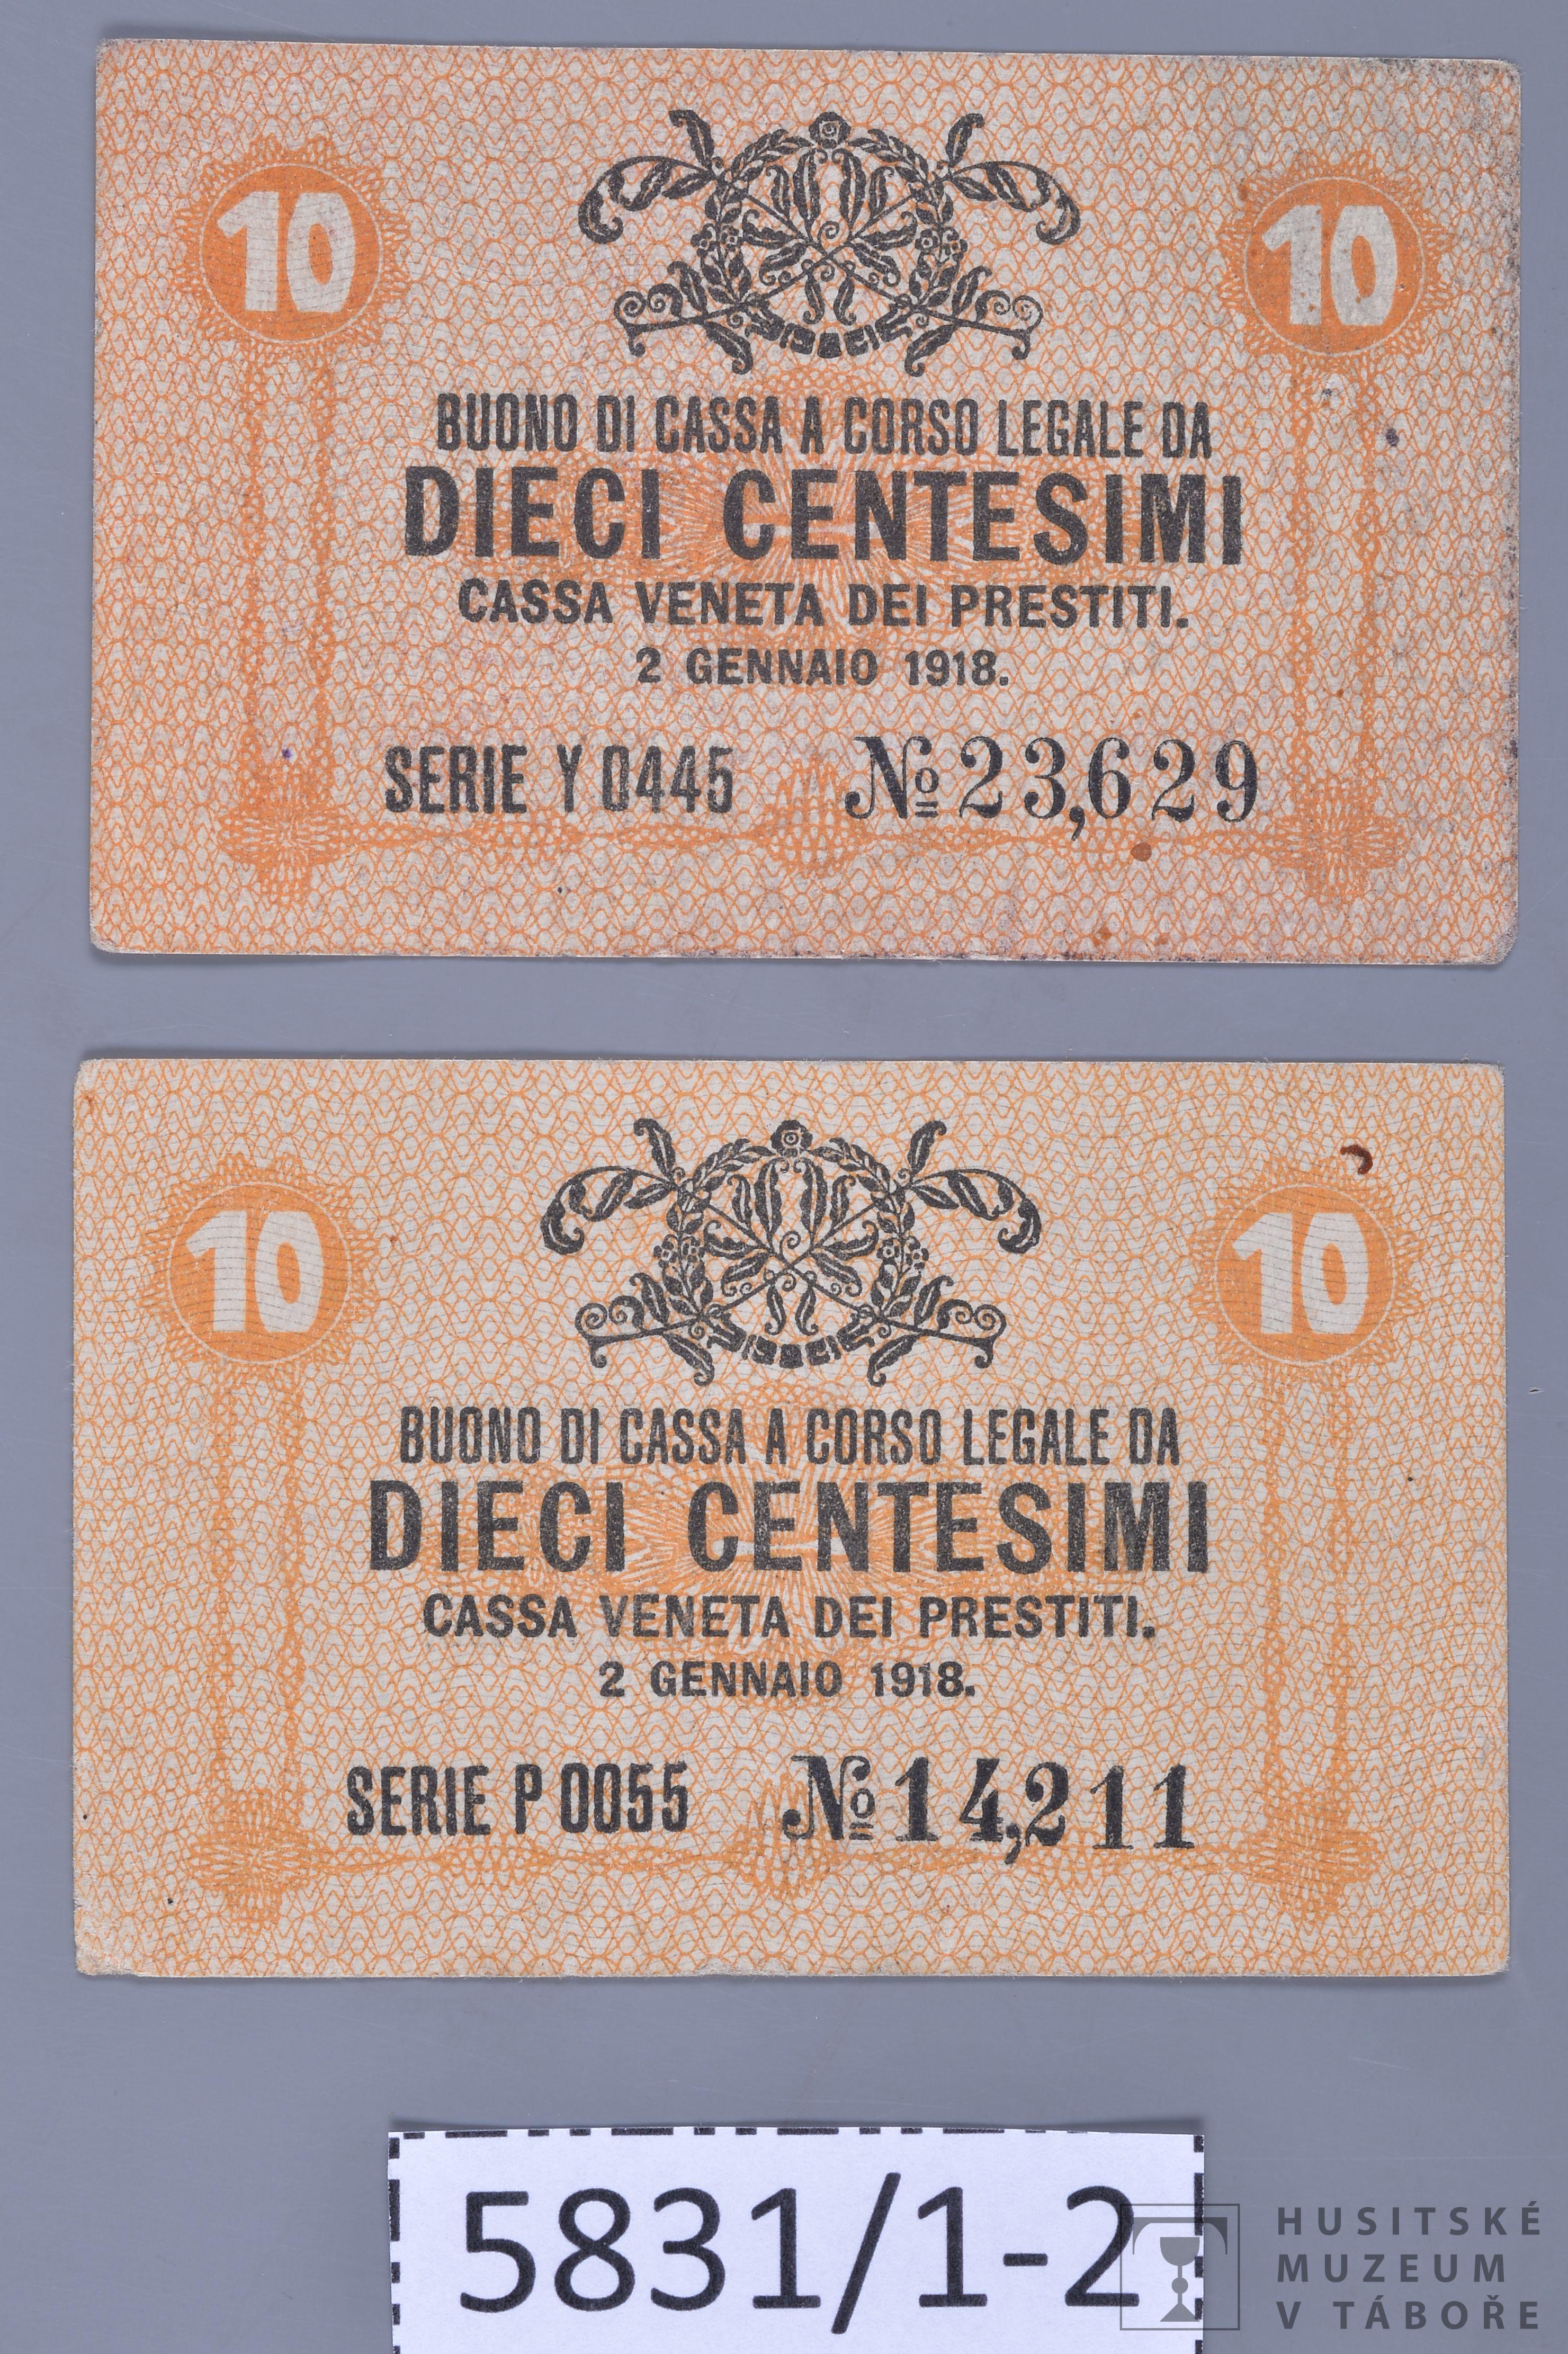 10
10
BUONO DI CASSA A CORSO LEGALE DA
DIECI CENTESIMI
CASSA VENETA DEI PRESTITI.
2 GENNAIO 1918.
SERIE Y 0445 No 23,629
10
10
BUONO DI CASSA A CORSO LEGALE DA
DIECI CENTESIMI
CASSA VENETA DEI PRESTITI.
2 GENNAIO 1918.
SERIE P 0055 No 14,211
5831/1-2
HUSITSKÉ
MUZEUM
V TÁBOŘE